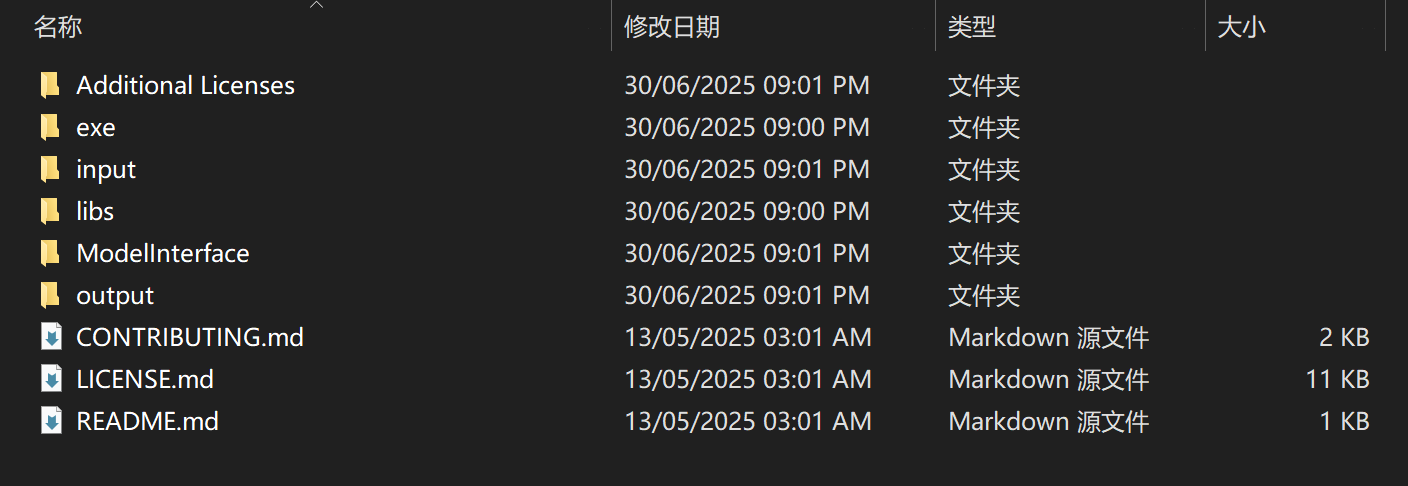 名称 修改日期 类型 大小
Additional Licenses 30/06/2025 09:01 PM 文件夹
exe 30/06/2025 09:00 PM 文件夹
input 30/06/2025 09:01 PM 文件夹
libs 30/06/2025 09:00 PM 文件夹
ModelInterface 30/06/2025 09:01 PM 文件夹
output 30/06/2025 09:01 PM 文件夹
CONTRIBUTING.md 13/05/2025 03:01 AM Markdown 源文件 2 KB
LICENSE.md 13/05/2025 03:01 AM Markdown 源文件 11 KB
README.md 13/05/2025 03:01 AM Markdown 源文件 1 KB